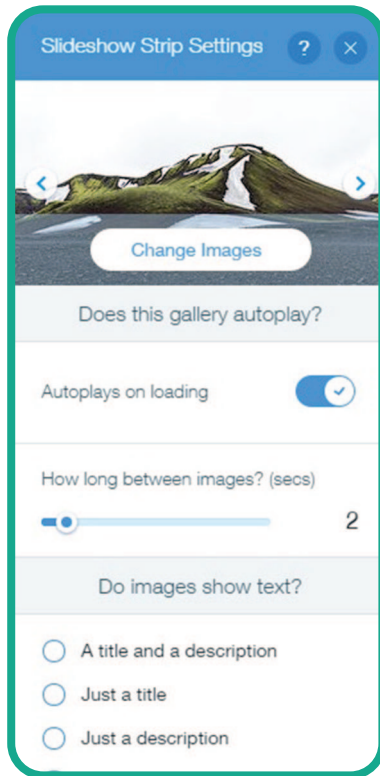 Slideshow Strip Settings ?
Change Images
Does this gallery autoplay?
Autoplays on loading
How long between images? (secs)
2
Do images show text?
A title and a description
Just a title
Just a description